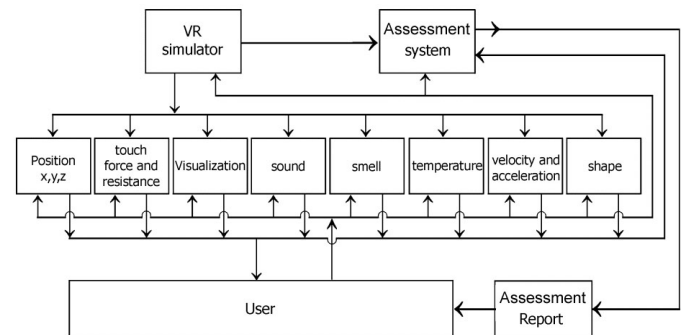 VR
simulator
Assessment
system
Position
x,y,z
touch
force and
resistance
Visualization
sound
smell
temperature
velocity and
acceleration
shape
User
Assessment
Report